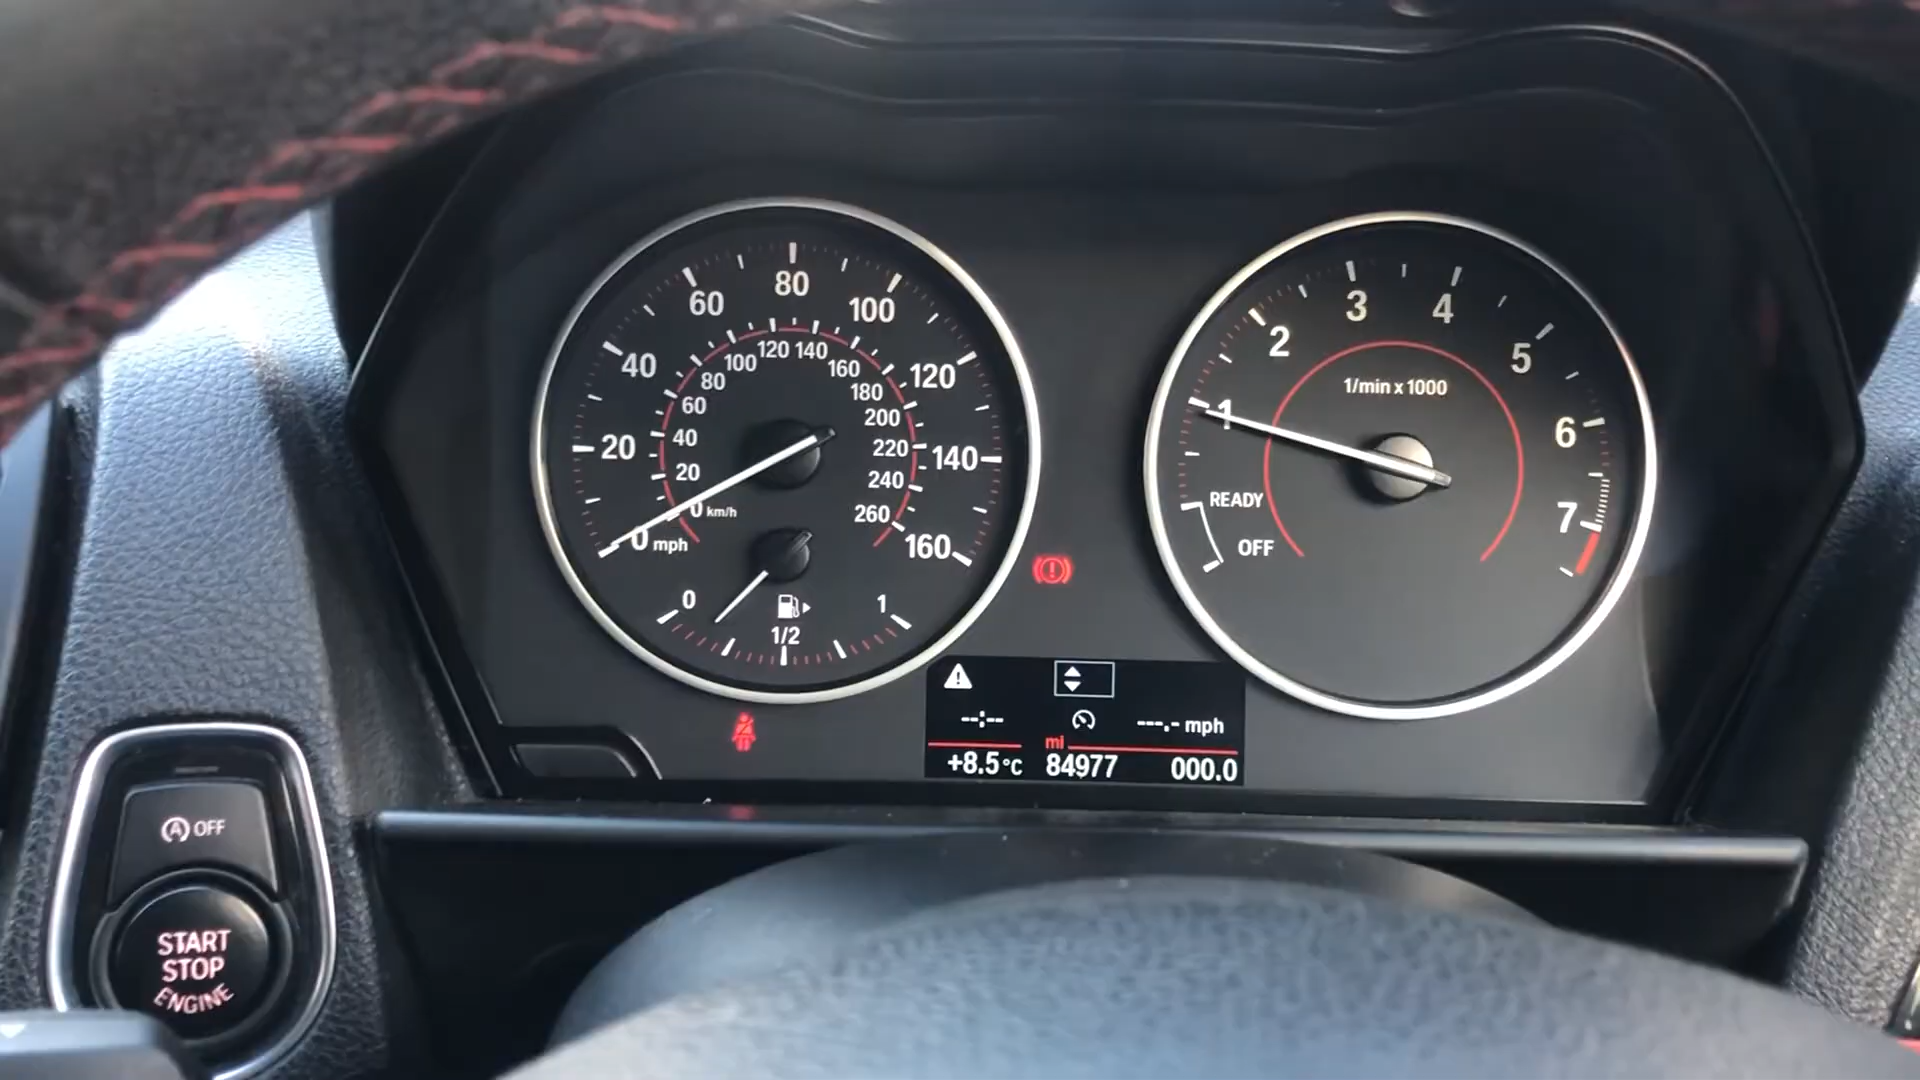 0 mph
20
40
60
80
100
120
140
160
0 km/h
20
40
60
80
100
120
140
160
180
200
220
240
260
0
1/2
1
1/min x 1000
OFF
READY
1
2
3
4
5
6
7
--:--
---.- mph
mi
+8.5°C 84977 000.0
A OFF
START
STOP
ENGINE